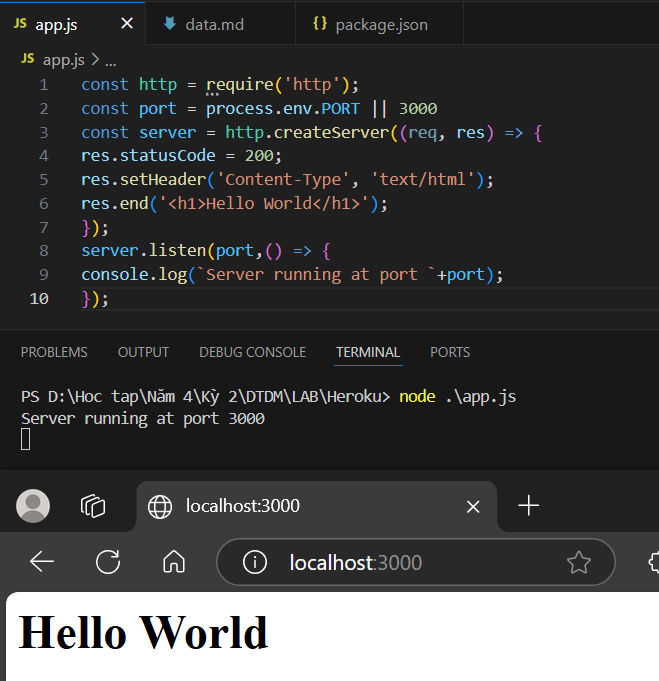 JS app.js × data.md {} package.json
JS app.js > ...
1 const http = require('http');
2 const port = process.env.PORT || 3000
3 const server = http.createServer((req, res) => {
4 res.statusCode = 200;
5 res.setHeader('Content-Type', 'text/html');
6 res.end('<h1>Hello World</h1>');
7 });
8 server.listen(port,() => {
9 console.log(`Server running at port `+port);
10 });
PROBLEMS OUTPUT DEBUG CONSOLE TERMINAL PORTS
PS D:\Hoc tap\Năm 4\Kỳ 2\DTDM\LAB\Heroku> node .\app.js
Server running at port 3000
localhost:3000
localhost:3000
Hello World